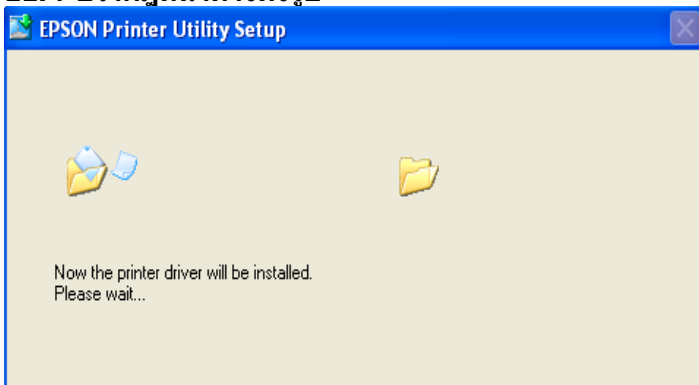 EPSON Printer Utility Setup
Now the printer driver will be installed.
Please wait...